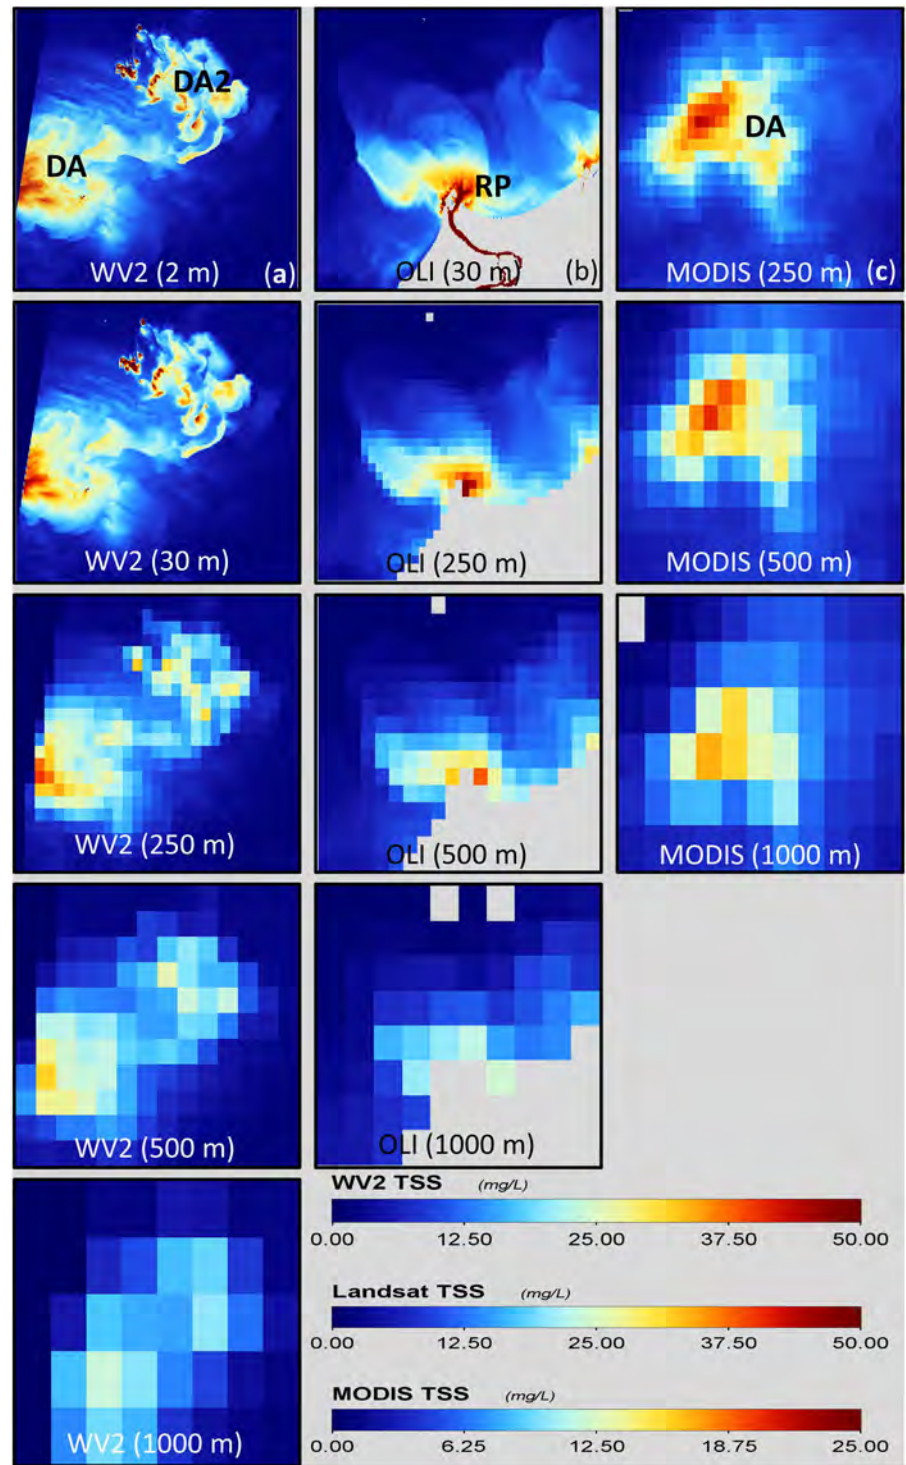 DA2
DA
WV2 (2 m) (a)
RP
OLI (30 m) (b)
DA
MODIS (250 m) (c)
WV2 (30 m)
OLI (250 m)
MODIS (500 m)
WV2 (250 m)
OLI (500 m)
MODIS (1000 m)
WV2 (500 m)
OLI (1000 m)
WV2 (1000 m)
WV2 TSS (mg/L)
0.00 12.50 25.00 37.50 50.00
Landsat TSS (mg/L)
0.00 12.50 25.00 37.50 50.00
MODIS TSS (mg/L)
0.00 6.25 12.50 18.75 25.00